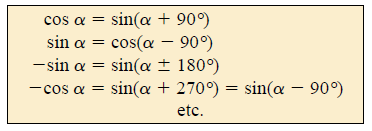 cos α = sin(α + 90°)
sin α = cos(α − 90°)
−sin α = sin(α ± 180°)
−cos α = sin(α + 270°) = sin(α − 90°)
etc.